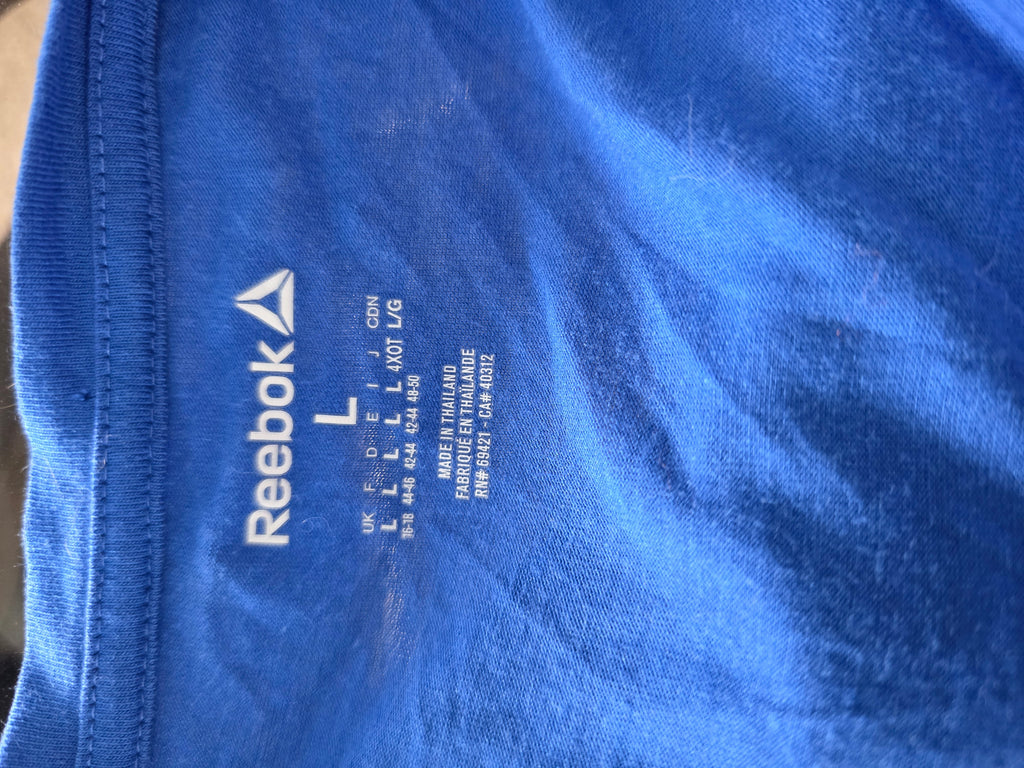 Reebok
L
UK F D E I J CDN
L L L L L 4XOT L/G
16-18 44-46 42-44 42-44 48-50
MADE IN THAILAND
FABRIQUÉ EN THAÏLANDE
RN# 69421 - CA# 40312